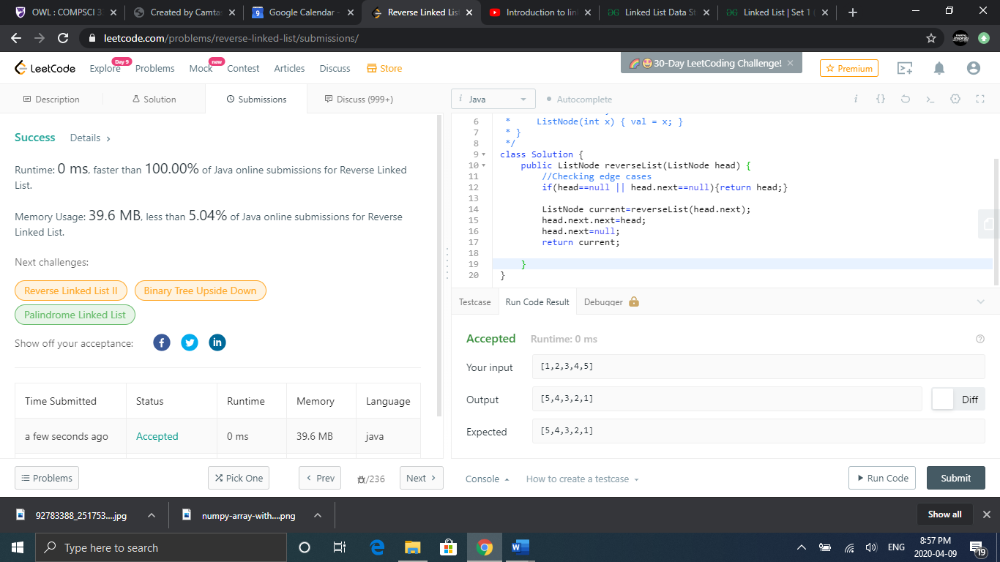 OWL : COMPSCI 3
Created by Camtas
Google Calendar -
Reverse Linked Lis
Introduction to lin
Linked List Data St
Linked List | Set 1 (
leetcode.com/problems/reverse-linked-list/submissions/
LeetCode
Explore
Day 9
Problems
Mock
new
Contest
Articles
Discuss
Store
30-Day LeetCoding Challenge! ×
Premium
Description
Solution
Submissions
Discuss (999+)
i Java
Autocomplete
Success Details >
Runtime: 0 ms, faster than 100.00% of Java online submissions for Reverse Linked
List.
Memory Usage: 39.6 MB, less than 5.04% of Java online submissions for Reverse
Linked List.
Next challenges:
Reverse Linked List II
Binary Tree Upside Down
Palindrome Linked List
Show off your acceptance:
Time Submitted Status Runtime Memory Language
a few seconds ago Accepted 0 ms 39.6 MB java
Problems
Pick One
< Prev
/236
Next >
6 * ListNode(int x) { val = x; }
7 * }
8 */
9 class Solution {
10 public ListNode reverseList(ListNode head) {
11 //Checking edge cases
12 if(head==null || head.next==null){return head;}
13
14 ListNode current=reverseList(head.next);
15 head.next.next=head;
16 head.next=null;
17 return current;
18
19 }
20 }
Testcase
Run Code Result
Debugger
Accepted Runtime: 0 ms
Your input [1,2,3,4,5]
Output [5,4,3,2,1]
Diff
Expected [5,4,3,2,1]
Console
How to create a testcase
Run Code
Submit
92783388_251753....jpg
numpy-array-with....png
Show all
Type here to search
ENG
8:57 PM
2020-04-09
19